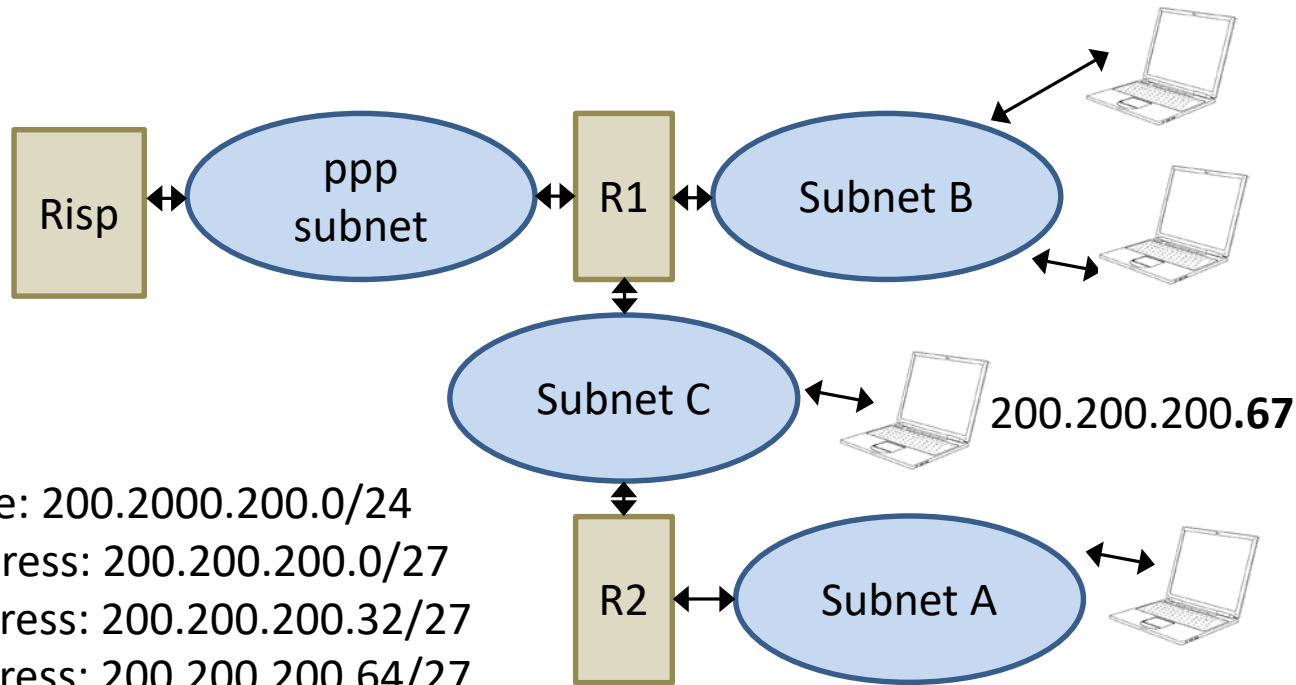 Risp
ppp
subnet
R1
Subnet B
Subnet C
200.200.200.67
e: 200.2000.200.0/24
ress: 200.200.200.0/27
ress: 200.200.200.32/27
ress: 200.200.200.64/27
R2
Subnet A